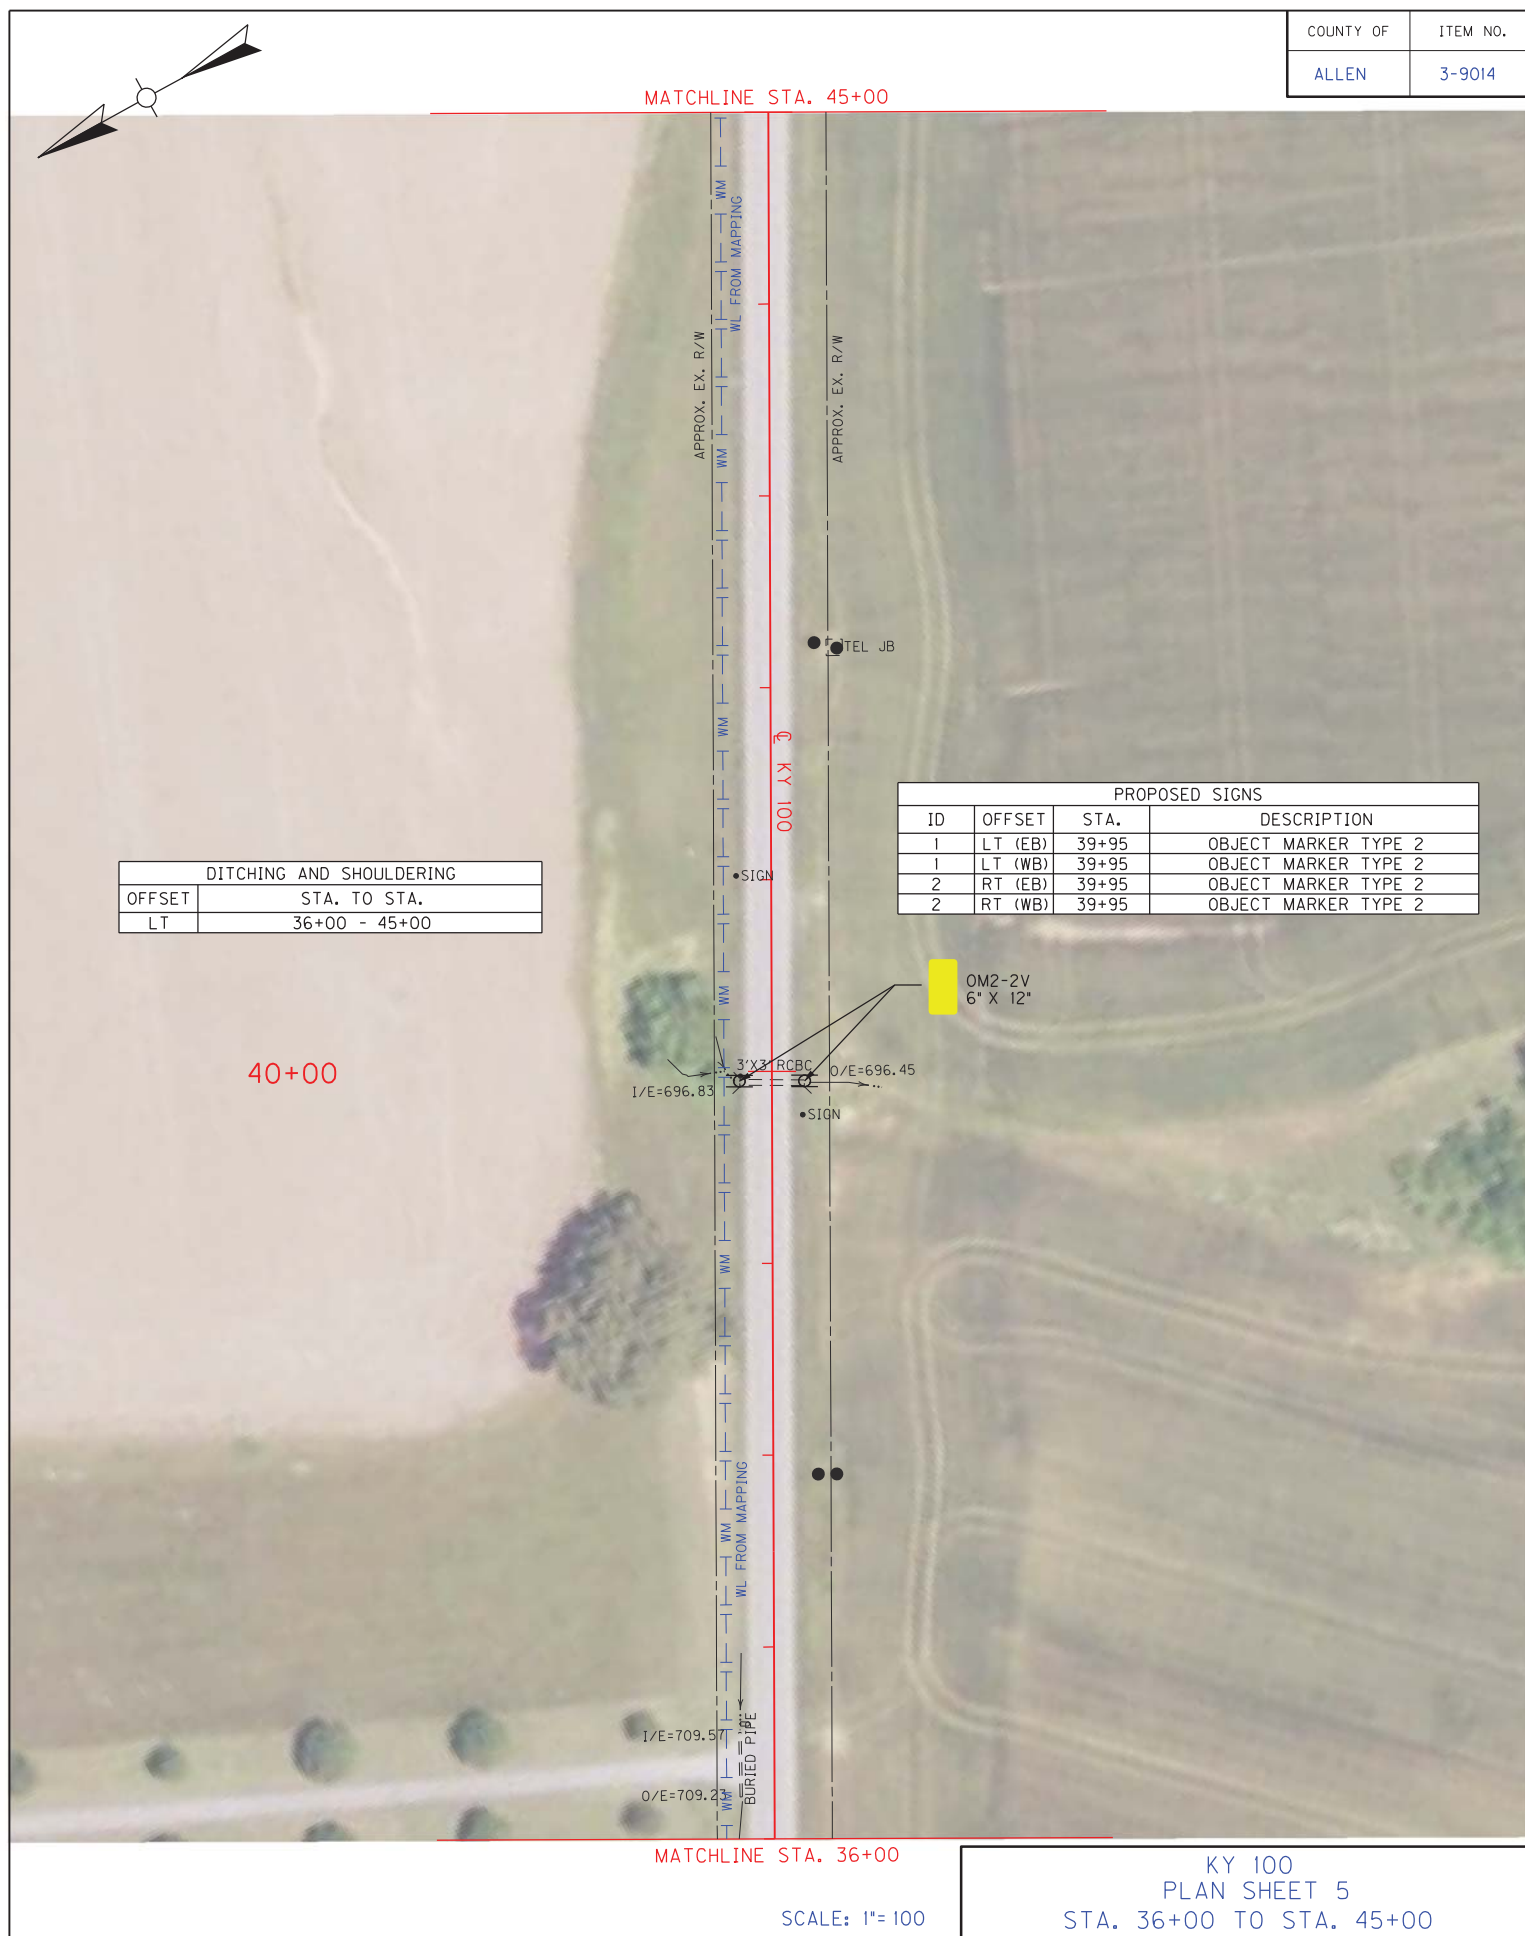 COUNTY OF ITEM NO.
ALLEN 3-9014
MATCHLINE STA. 45+00
WM
WL FROM MAPPING
APPROX. EX. R/W
APPROX. EX. R/W
WM
TEL JB
WM
℄ KY 100
PROPOSED SIGNS
ID OFFSET STA. DESCRIPTION
1 LT (EB) 39+95 OBJECT MARKER TYPE 2
1 LT (WB) 39+95 OBJECT MARKER TYPE 2
2 RT (EB) 39+95 OBJECT MARKER TYPE 2
2 RT (WB) 39+95 OBJECT MARKER TYPE 2
DITCHING AND SHOULDERING
OFFSET STA. TO STA.
LT 36+00 - 45+00
SIGN
WM
OM2-2V
6" X 12"
40+00
3'X3' RCBC
I/E=696.83
O/E=696.45
SIGN
WM
WM
WL FROM MAPPING
I/E=709.57
BURIED PIPE
O/E=709.23
WM
MATCHLINE STA. 36+00
SCALE: 1"= 100
KY 100
PLAN SHEET 5
STA. 36+00 TO STA. 45+00